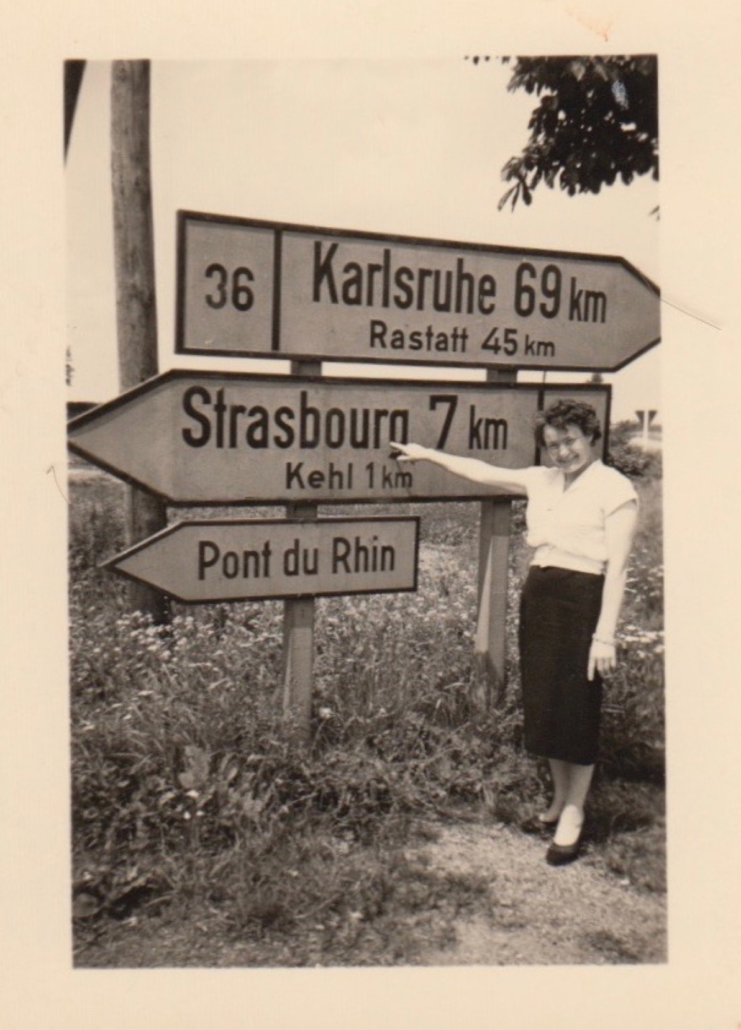 36
Karlsruhe 69 km
Rastatt 45 km
Strasbourg 7 km
Kehl 1 km
Pont du Rhin